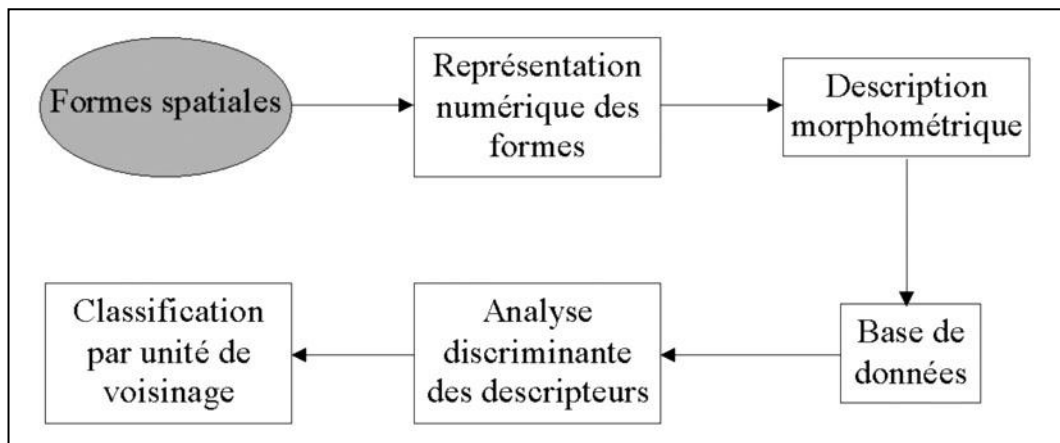 Formes spatiales
Représentation
numérique des
formes
Description
morphométrique
Base de
données
Analyse
discriminante
des descripteurs
Classification
par unité de
voisinage